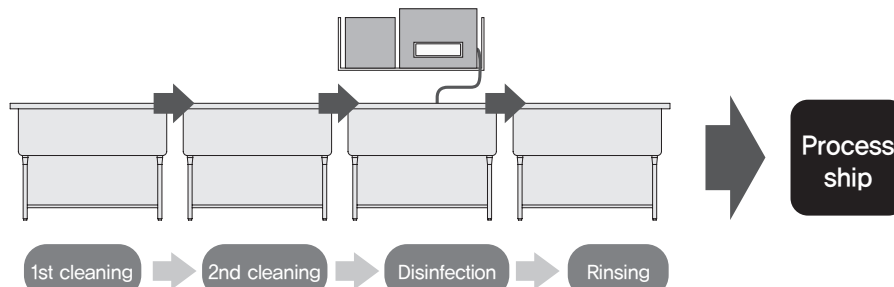 Process
ship
1st cleaning
2nd cleaning
Disinfection
Rinsing